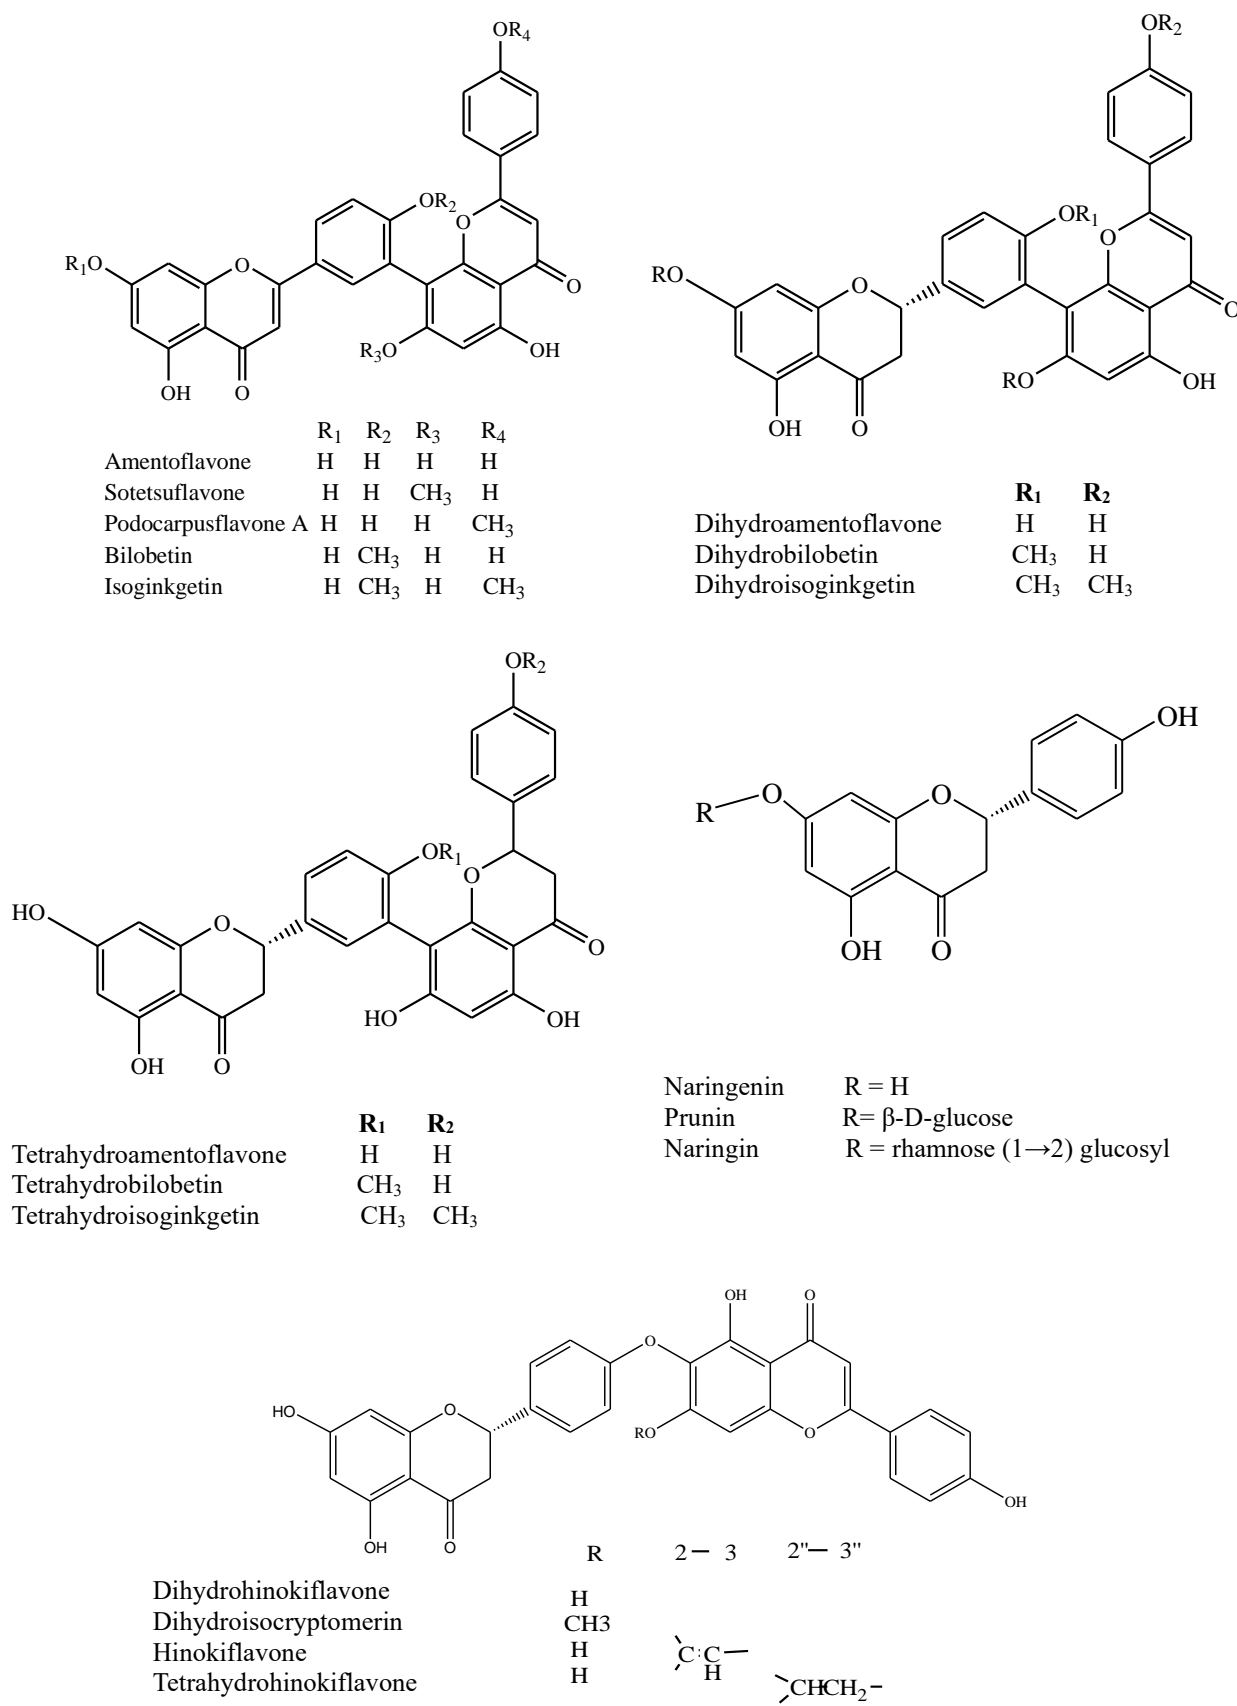 OR4
OR2
R1O
O
O
O
R3O
OH
OH
O
R1 R2 R3 R4
Amentoflavone H H H H
Sotetsuflavone H H CH3 H
Podocarpusflavone A H H H CH3
Bilobetin H CH3 H H
Isoginkgetin H CH3 H CH3
OR2
OR1
O
RO
O
O
RO
OH
OH
O
R1 R2
Dihydroamentoflavone H H
Dihydrobilobetin CH3 H
Dihydroisoginkgetin CH3 CH3
OR2
OR1
O
HO
O
O
HO
OH
OH
O
R1 R2
Tetrahydroamentoflavone H H
Tetrahydrobilobetin CH3 H
Tetrahydroisoginkgetin CH3 CH3
OH
R
O
O
OH
O
Naringenin R = H
Prunin R= β-D-glucose
Naringin R = rhamnose (1→2) glucosyl
OH
O
O
HO
O
RO
O
OH
OH
O
R 2 — 3 2"— 3"
Dihydrohinokiflavone H
Dihydroisocryptomerin CH3
Hinokiflavone H C:CH
Tetrahydrohinokiflavone H CHCH2